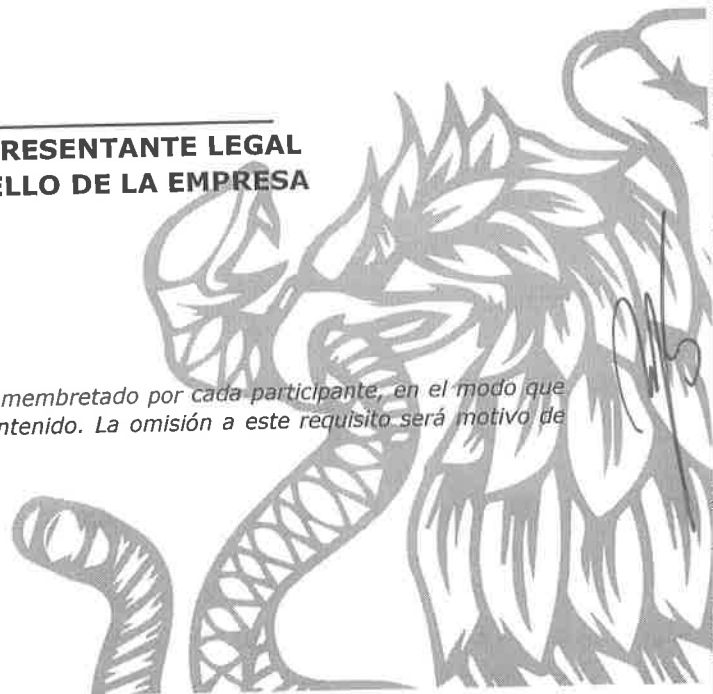 RESENTANTE LEGAL
ELLO DE LA EMPRESA
membretado por cada participante, en el modo que
ntenido. La omisión a este requisito será motivo de